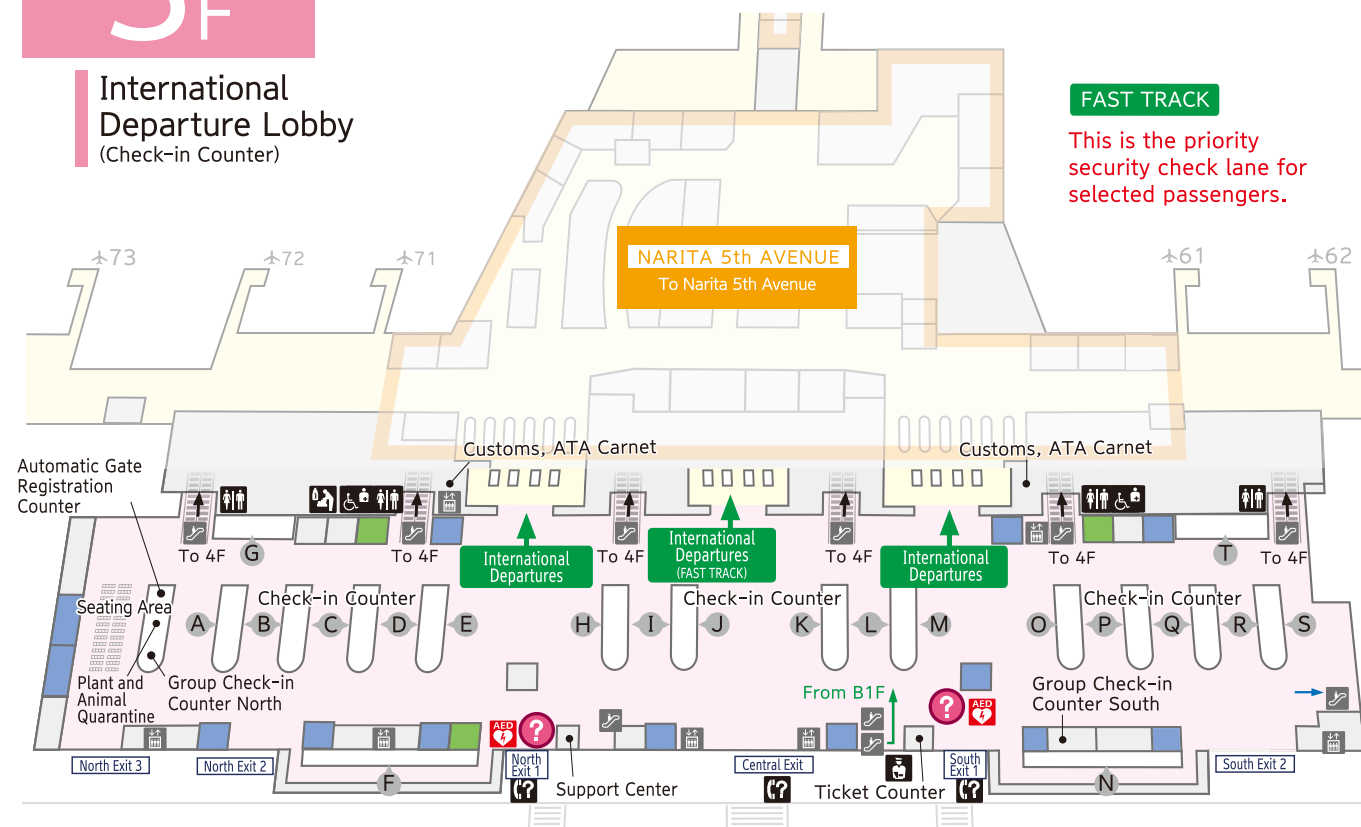 F
International
Departure Lobby
(Check-in Counter)
FAST TRACK
This is the priority
security check lane for
selected passengers.
73
72
71
61
62
NARITA 5th AVENUE
To Narita 5th Avenue
Customs, ATA Carnet
Customs, ATA Carnet
Automatic Gate
Registration
Counter
To 4F
G
To 4F
International
Departures
To 4F
International
Departures
(FAST TRACK)
To 4F
International
Departures
To 4F
T
To 4F
Seating Area
Check-in Counter
Check-in Counter
Check-in Counter
A
B
C
D
E
H
I
J
K
L
M
O
P
Q
R
S
Plant and
Animal
Quarantine
Group Check-in
Counter North
From B1F
Group Check-in
Counter South
AED
?
?
AED
North Exit 3
North Exit 2
F
North
Exit 1
?
Support Center
Central Exit
?
Ticket Counter
South
Exit 1
?
N
South Exit 2